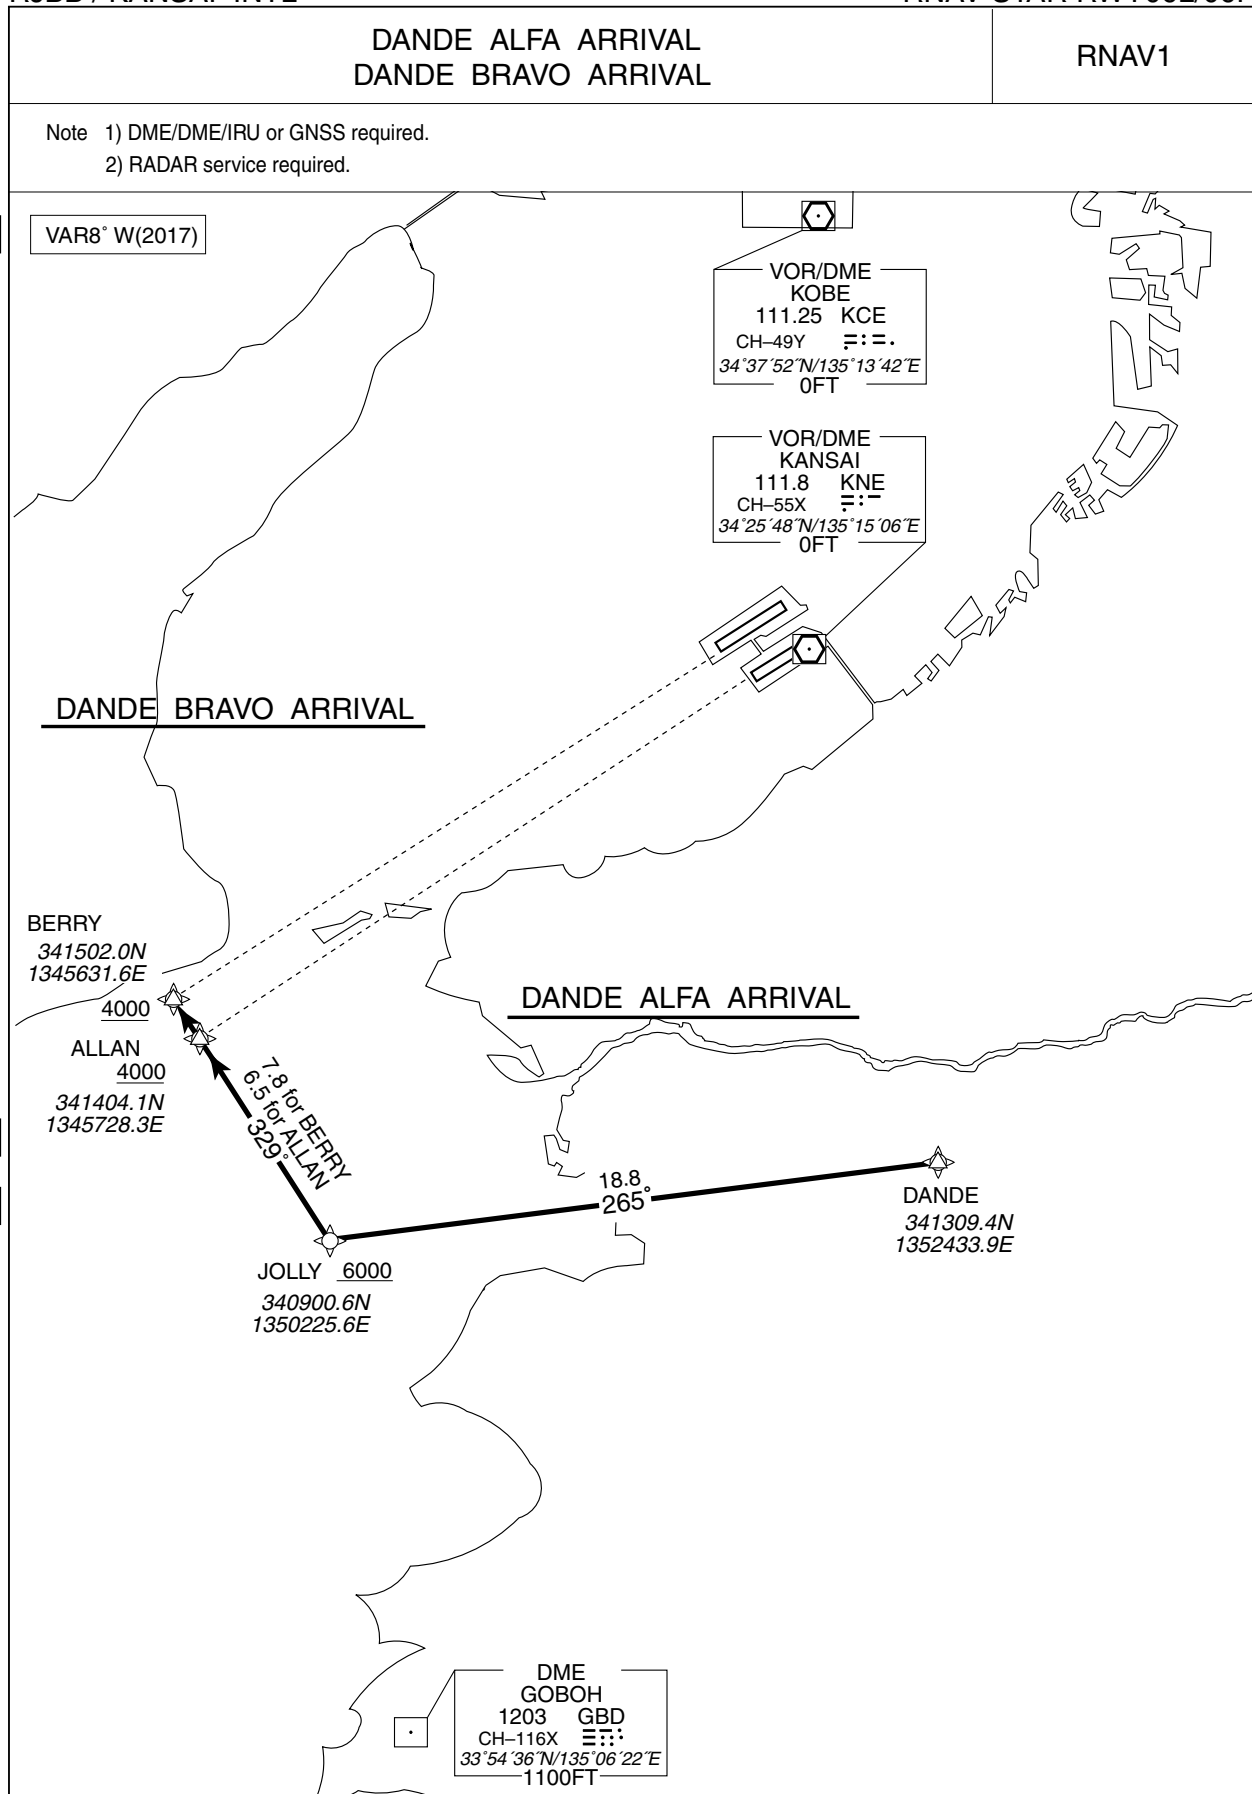 DANDE ALFA ARRIVAL
DANDE BRAVO ARRIVAL
RNAV1
Note 1) DME/DME/IRU or GNSS required.
2) RADAR service required.
VAR8° W(2017)
VOR/DME
KOBE
111.25 KCE
CH–49Y
34°37´52˝N/135°13´42˝E
0FT
VOR/DME
KANSAI
111.8 KNE
CH–55X
34°25´48˝N/135°15´06˝E
0FT
DANDE BRAVO ARRIVAL
BERRY
341502.0N
1345631.6E
4000
DANDE ALFA ARRIVAL
ALLAN
4000
341404.1N
1345728.3E
7.8 for BERRY
6.5 for ALLAN
329°
18.8
265°
DANDE
341309.4N
1352433.9E
JOLLY 6000
340900.6N
1350225.6E
DME
GOBOH
1203 GBD
CH–116X
33°54´36˝N/135°06´22˝E
1100FT